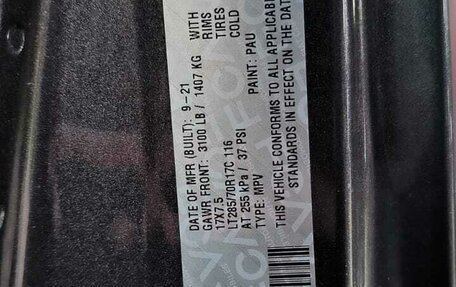 DATE OF MFR (BUILT): 9-21
GAWR FRONT: 3100 LB / 1407 KG WITH
17X7.5 RIMS
LT285/70R17C 116 TIRES
AT 255 kPa / 37 PSI COLD
TYPE: MPV PAINT: PAU
THIS VEHICLE CONFORMS TO ALL APPLICABLE
STANDARDS IN EFFECT ON THE DAT